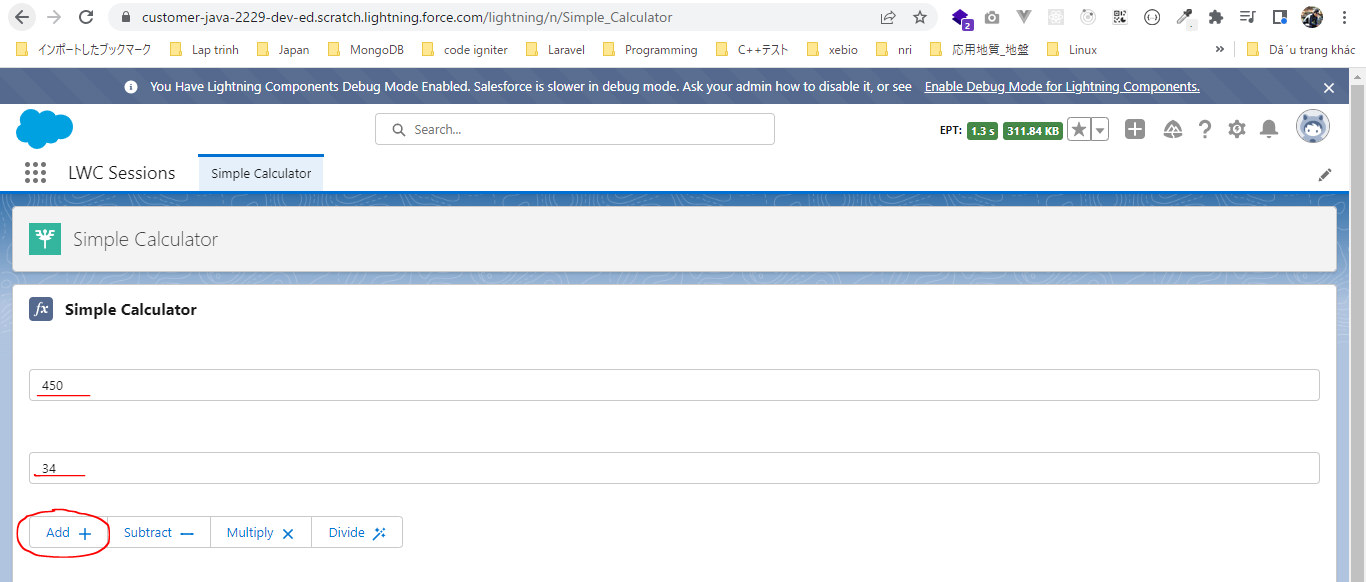 customer-java-2229-dev-ed.scratch.lightning.force.com/lightning/n/Simple_Calculator
2
インポートしたブックマーク Lap trinh Japan MongoDB code igniter Laravel Programming C++テスト xebio nri 応用地質_地盤 Linux » Dấu trang khác
You Have Lightning Components Debug Mode Enabled. Salesforce is slower in debug mode. Ask your admin how to disable it, or see Enable Debug Mode for Lightning Components.
Search...
EPT: 1.3 s 311.84 KB
LWC Sessions Simple Calculator
Simple Calculator
fx Simple Calculator
450
34
Add Subtract Multiply Divide